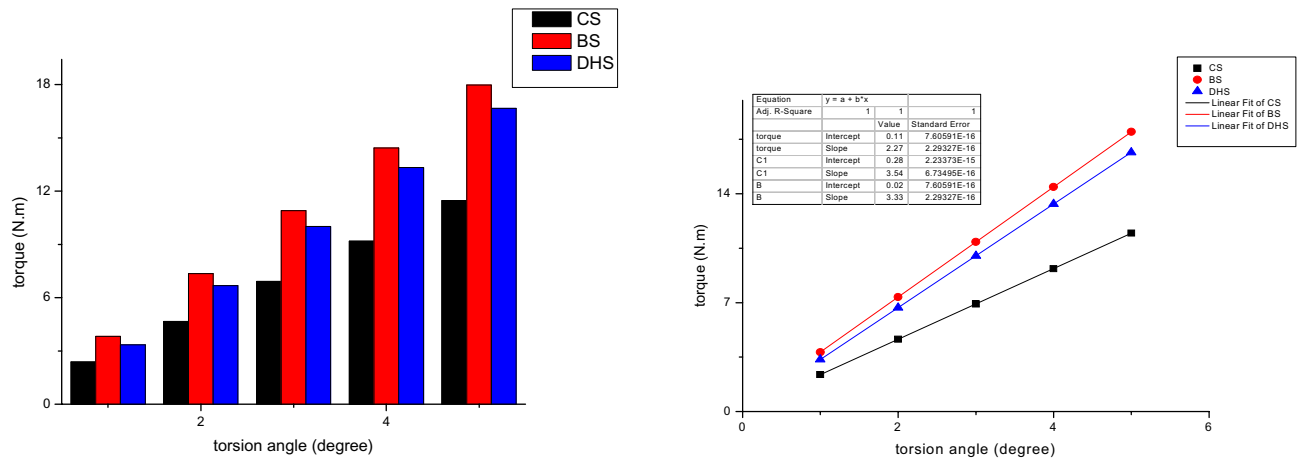 CS
BS
DHS
18
12
6
0
torque (N.m)
2 4
torsion angle (degree)
CS
BS
DHS
Linear Fit of CS
Linear Fit of BS
Linear Fit of DHS
Equation y = a + b*x
Adj. R-Square 1 1 1
Value Standard Error
torque Intercept 0.11 7.60591E-16
torque Slope 2.27 2.29327E-16
C1 Intercept 0.28 2.23373E-15
C1 Slope 3.54 6.73495E-16
B Intercept 0.02 7.60591E-16
B Slope 3.33 2.29327E-16
14
7
0
torque (N.m)
0 2 4 6
torsion angle (degree)